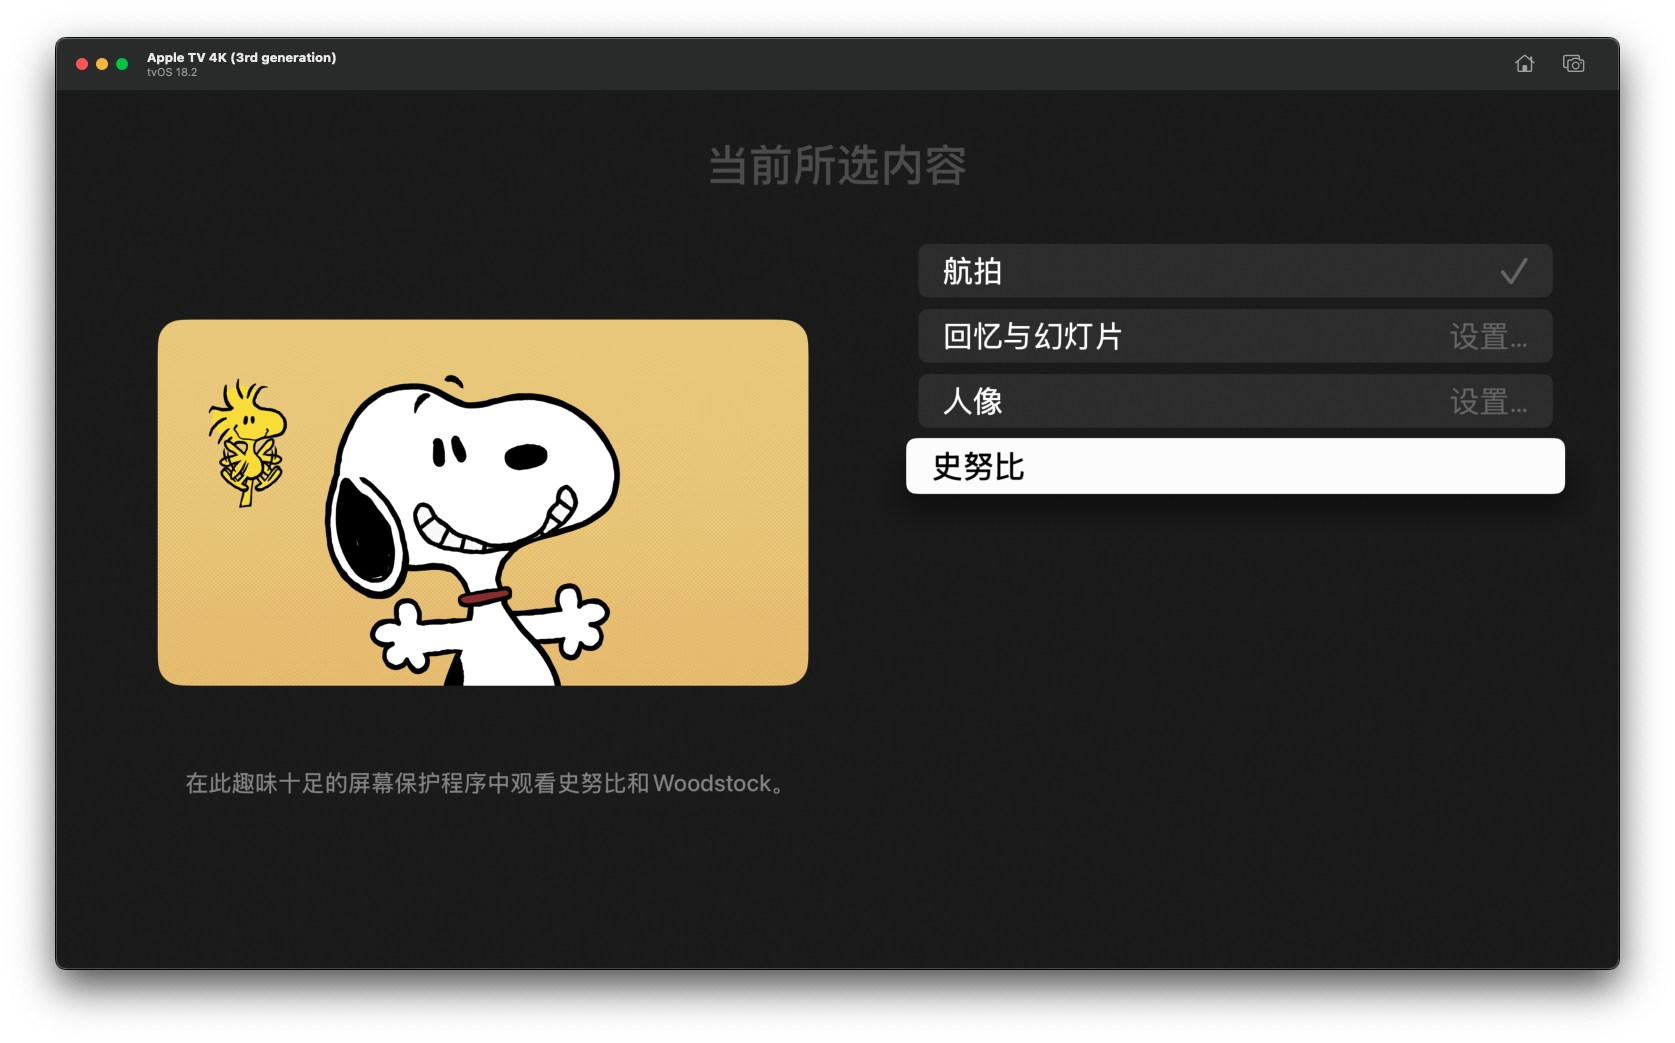 Apple TV 4K (3rd generation)
tvOS 18.2
当前所选内容
航拍
回忆与幻灯片 设置...
人像 设置...
史努比
在此趣味十足的屏幕保护程序中观看史努比和Woodstock。